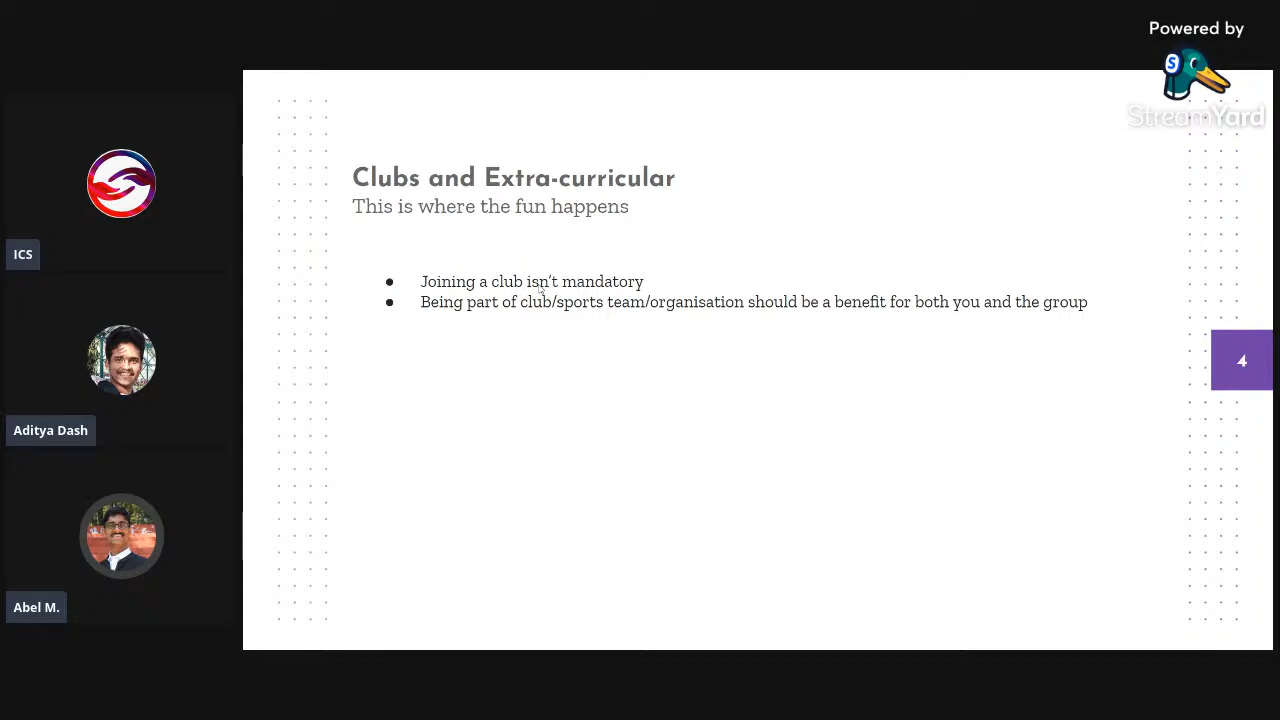 Powered by
S
StreamYard
Clubs and Extra-curricular
This is where the fun happens
● Joining a club isn't mandatory
● Being part of club/sports team/organisation should be a benefit for both you and the group
4
ICS
Aditya Dash
Abel M.